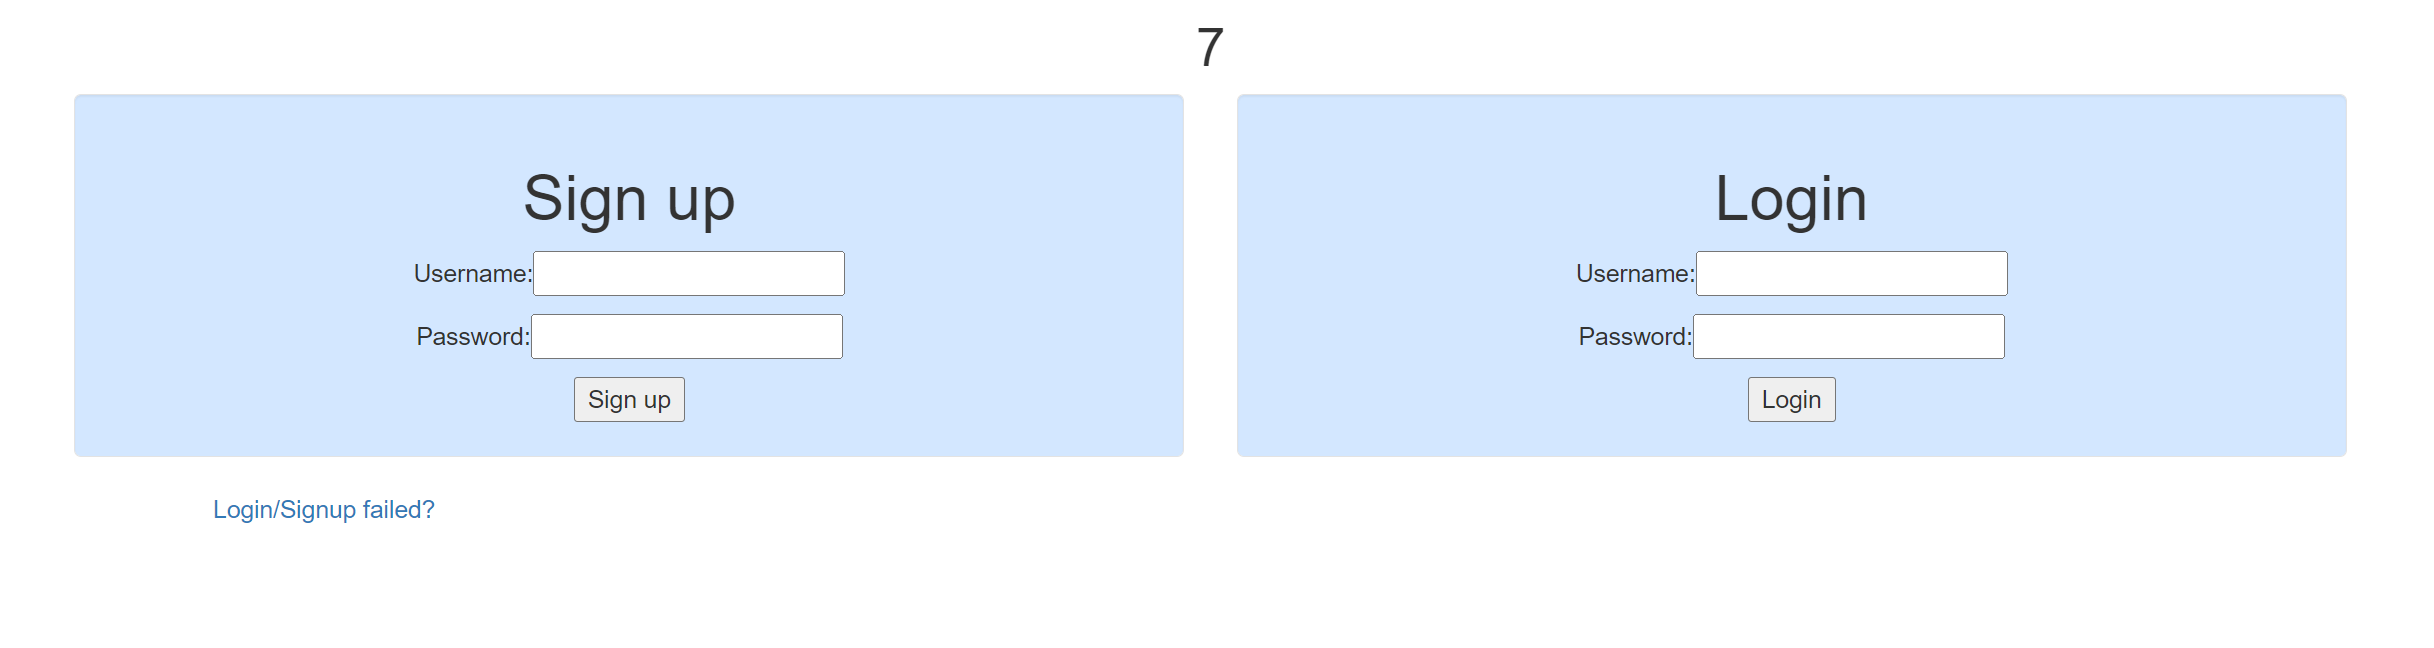 7
Sign up
Username:
Password:
Sign up
Login
Username:
Password:
Login
Login/Signup failed?